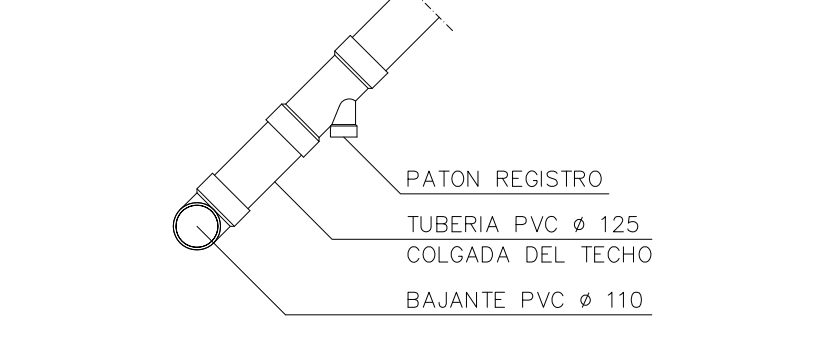 PATON REGISTRO
TUBERIA PVC ø 125
COLGADA DEL TECHO
BAJANTE PVC ø 110